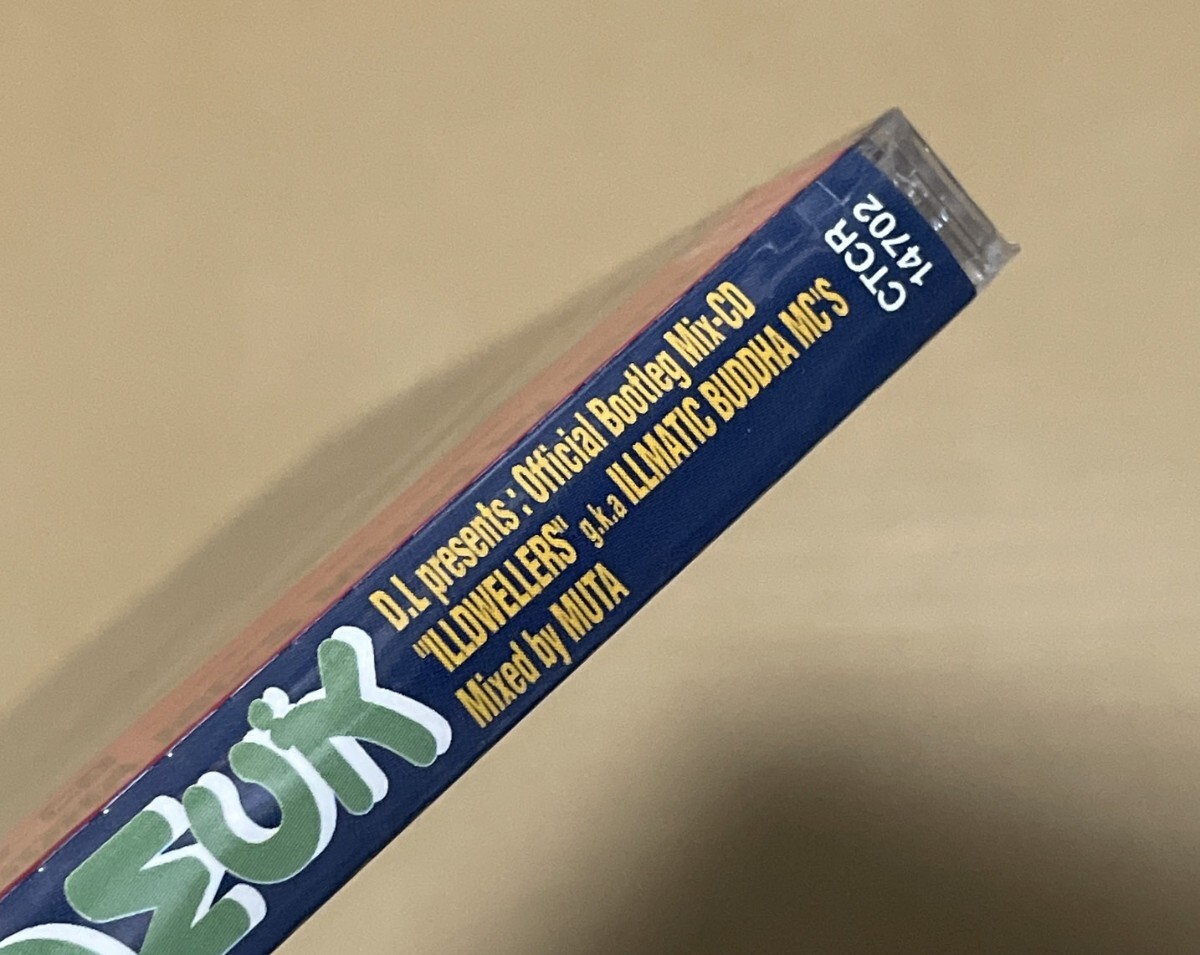 D.L presents : Official Bootleg Mix-CD
"ILLDWELLERS" g.k.a ILLMATIC BUDDHA MC'S
Mixed by MUTA
CTCR
14702